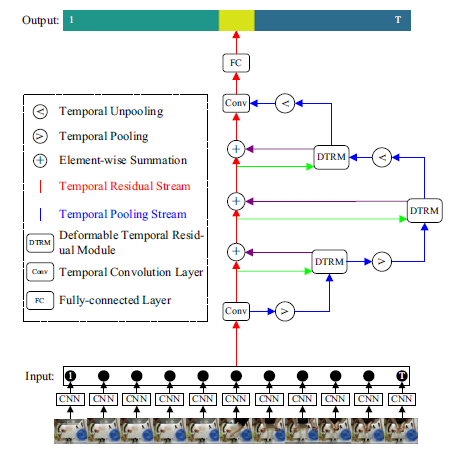 Output: 1 T
FC
Conv
<
< Temporal Unpooling
> Temporal Pooling
+ Element-wise Summation
Temporal Residual Stream
Temporal Pooling Stream
DTRM Deformable Temporal Resid-
ual Module
Conv Temporal Convolution Layer
FC Fully-connected Layer
+
DTRM
<
+
DTRM
+
DTRM
>
Conv
>
Input: 1 T
CNN CNN CNN CNN CNN CNN CNN CNN CNN CNN CNN